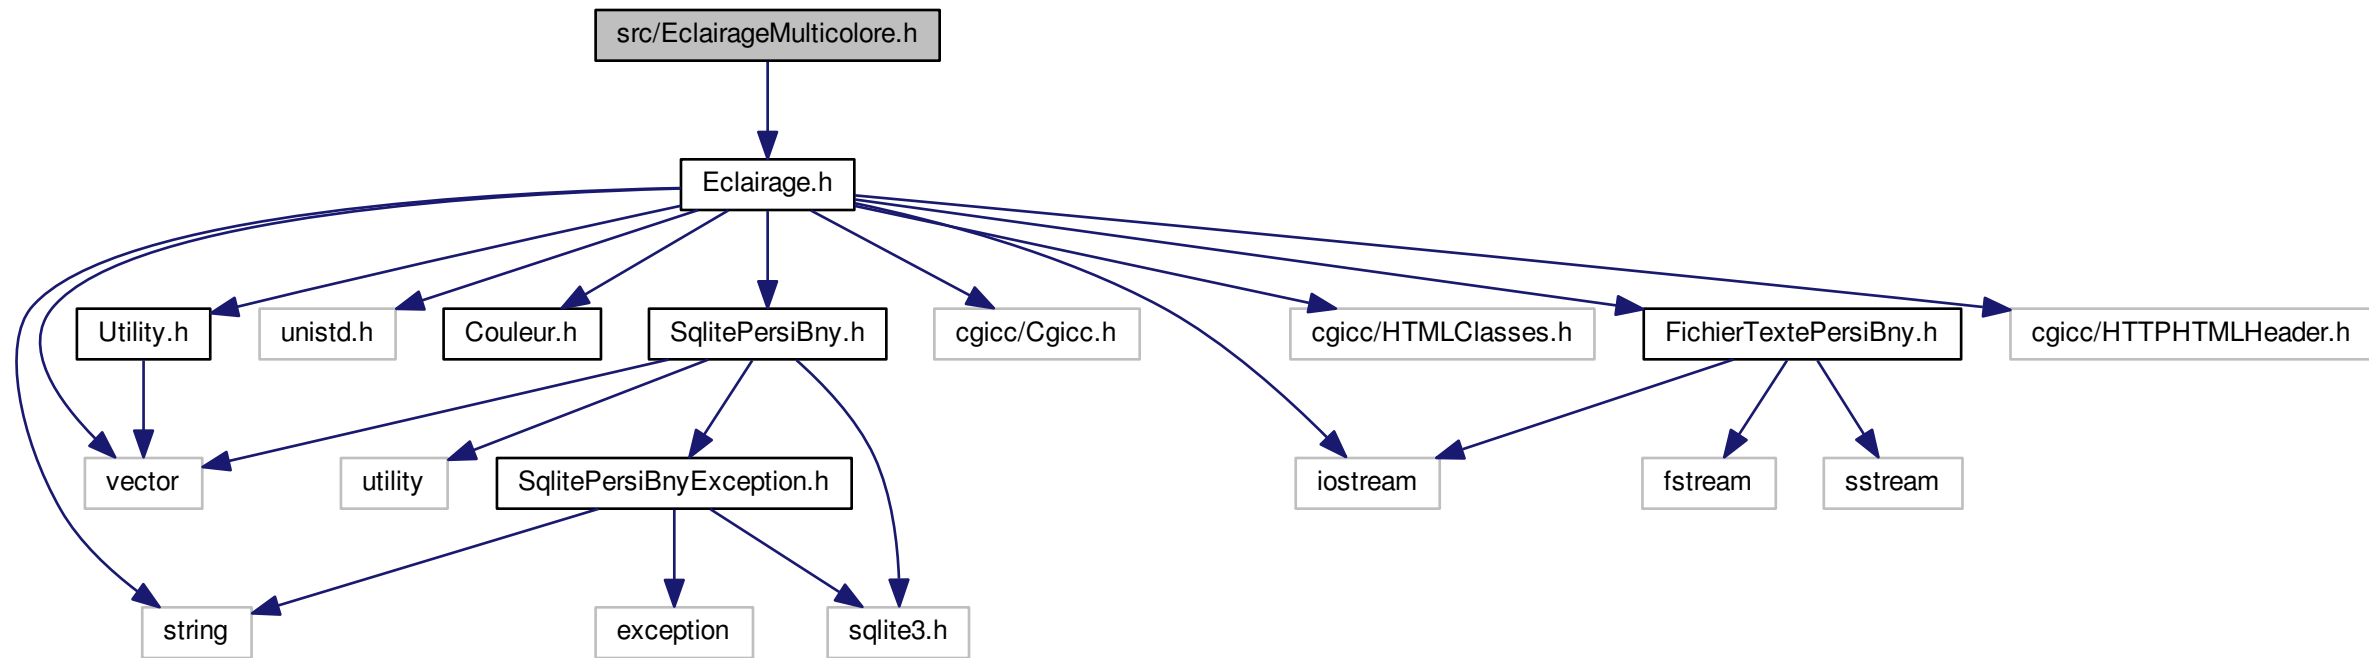 src/EclairageMulticolore.h
Eclairage.h
Utility.h
unistd.h
Couleur.h
SqlitePersiBny.h
cgicc/Cgicc.h
cgicc/HTMLClasses.h
FichierTextePersiBny.h
cgicc/HTTPHTMLHeader.h
vector
utility
SqlitePersiBnyException.h
iostream
fstream
sstream
string
exception
sqlite3.h